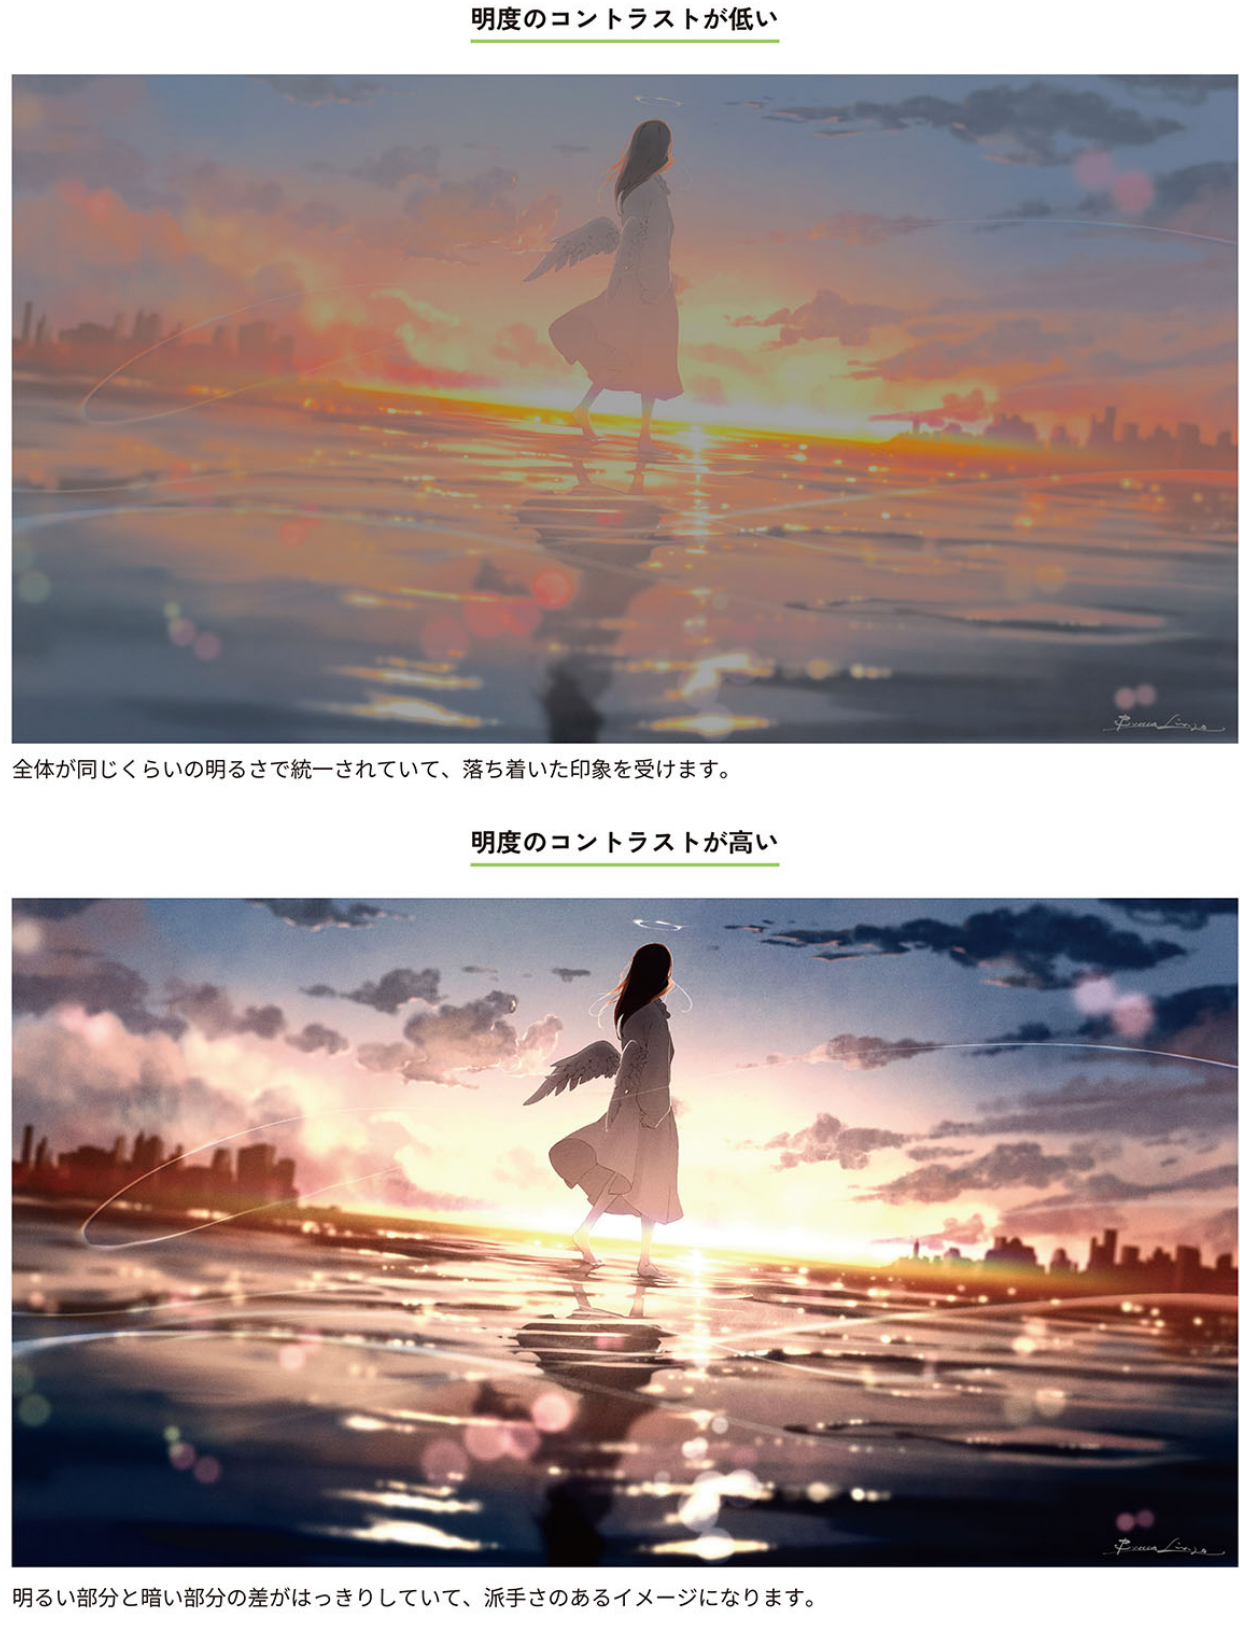 明度のコントラストが低い
全体が同じくらいの明るさで統一されていて、落ち着いた印象を受けます。
明度のコントラストが高い
明るい部分と暗い部分の差がはっきりしていて、派手さのあるイメージになります。